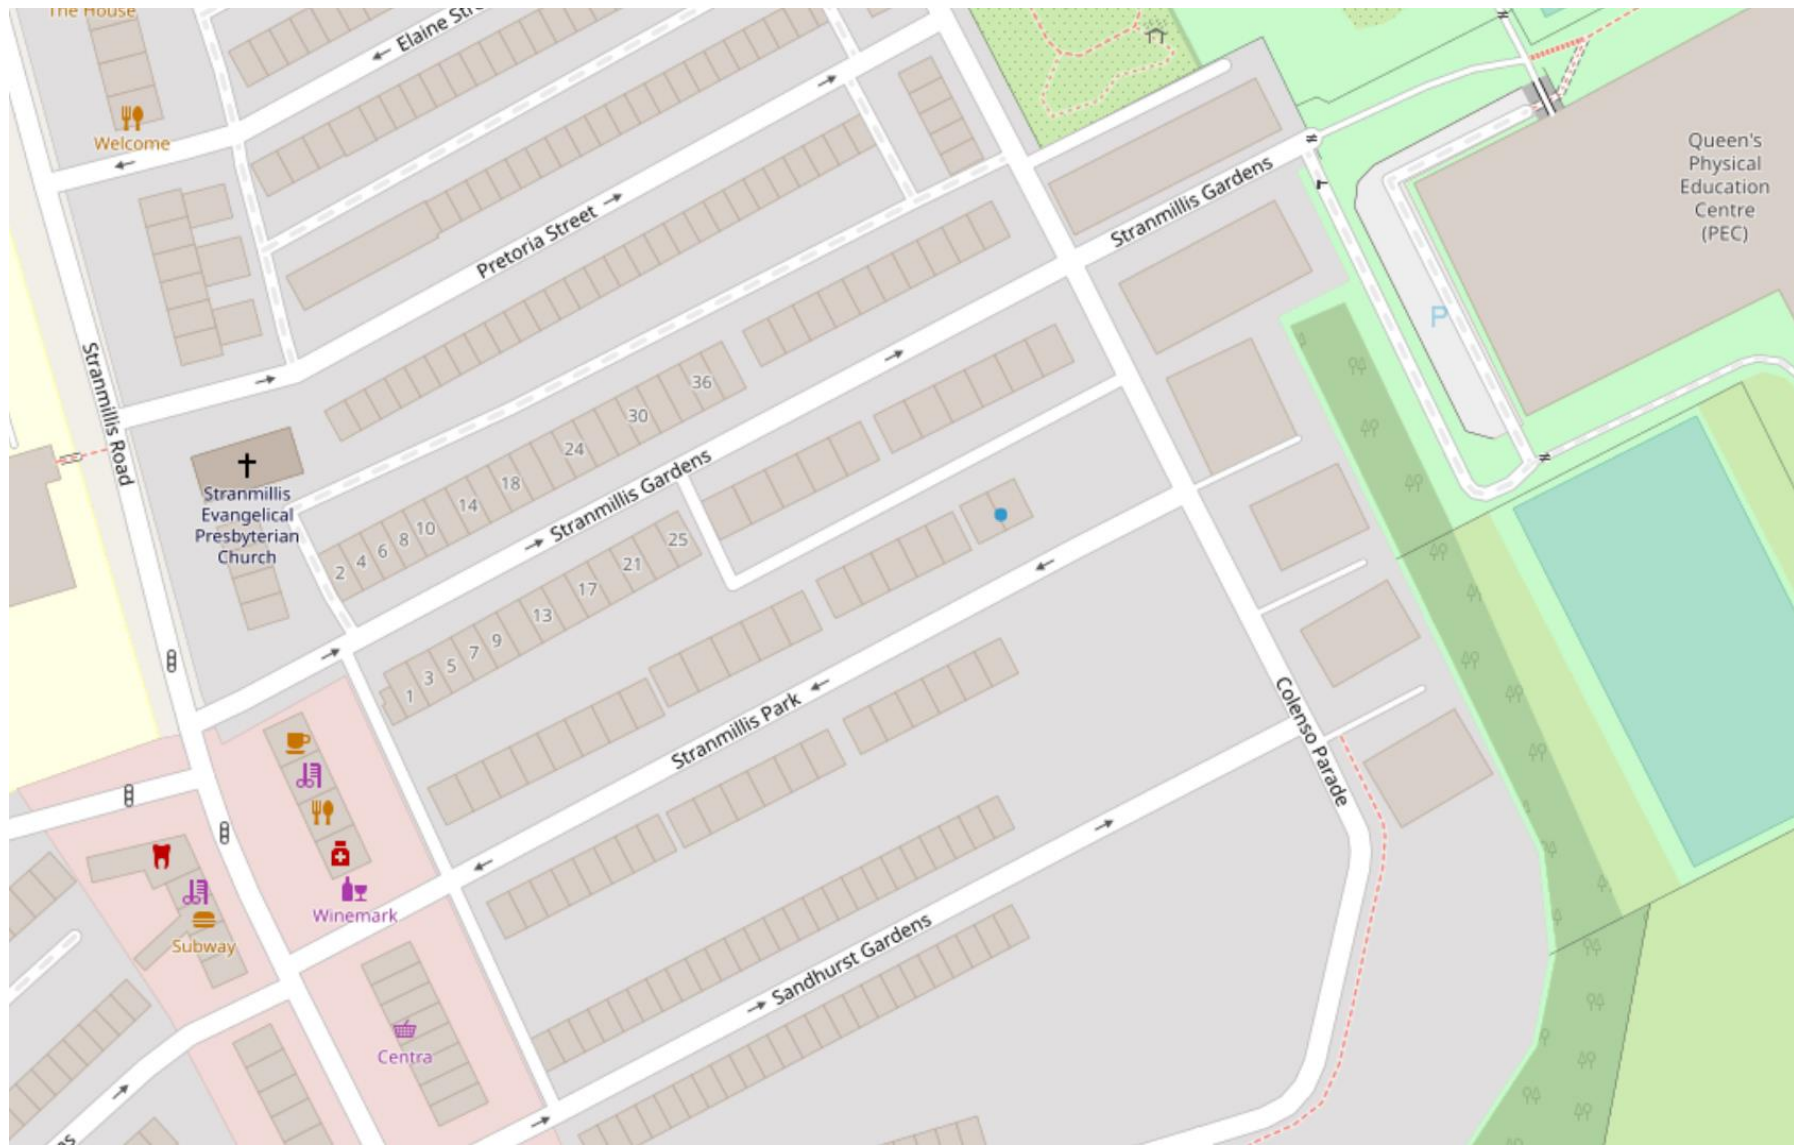 The House
Elaine Str
Welcome
Queen's
Physical
Education
Centre
(PEC)
Stranmillis Gardens
Pretoria Street
P
Stranmillis Road
36
30
24
18
14
10
8
6
4
2
Stranmillis Gardens
Stranmillis
Evangelical
Presbyterian
Church
25
21
17
13
9
7
5
3
1
Stranmillis Park
Colenso Parade
Winemark
Subway
Sandhurst Gardens
Centra
ns